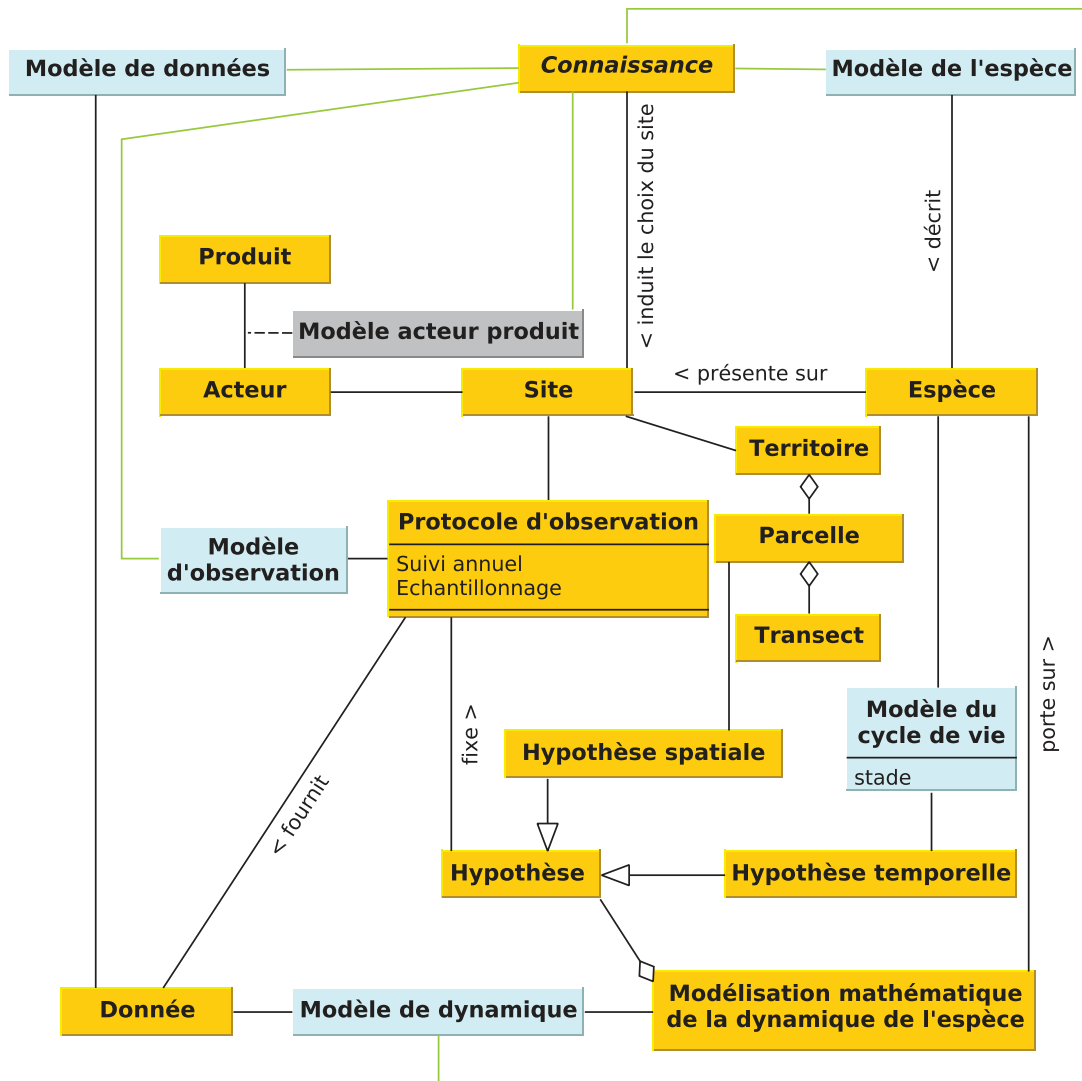 Modèle de données
Connaissance
Modèle de l'espèce
< induit le choix du site
< décrit
Produit
Modèle acteur produit
Acteur
Site
< présente sur
Espèce
Territoire
Protocole d'observation
Suivi annuel
Echantillonnage
Parcelle
Modèle
d'observation
Transect
porte sur >
Modèle du
cycle de vie
stade
fixe >
Hypothèse spatiale
< fournit
Hypothèse
Hypothèse temporelle
Donnée
Modèle de dynamique
Modélisation mathématique
de la dynamique de l'espèce